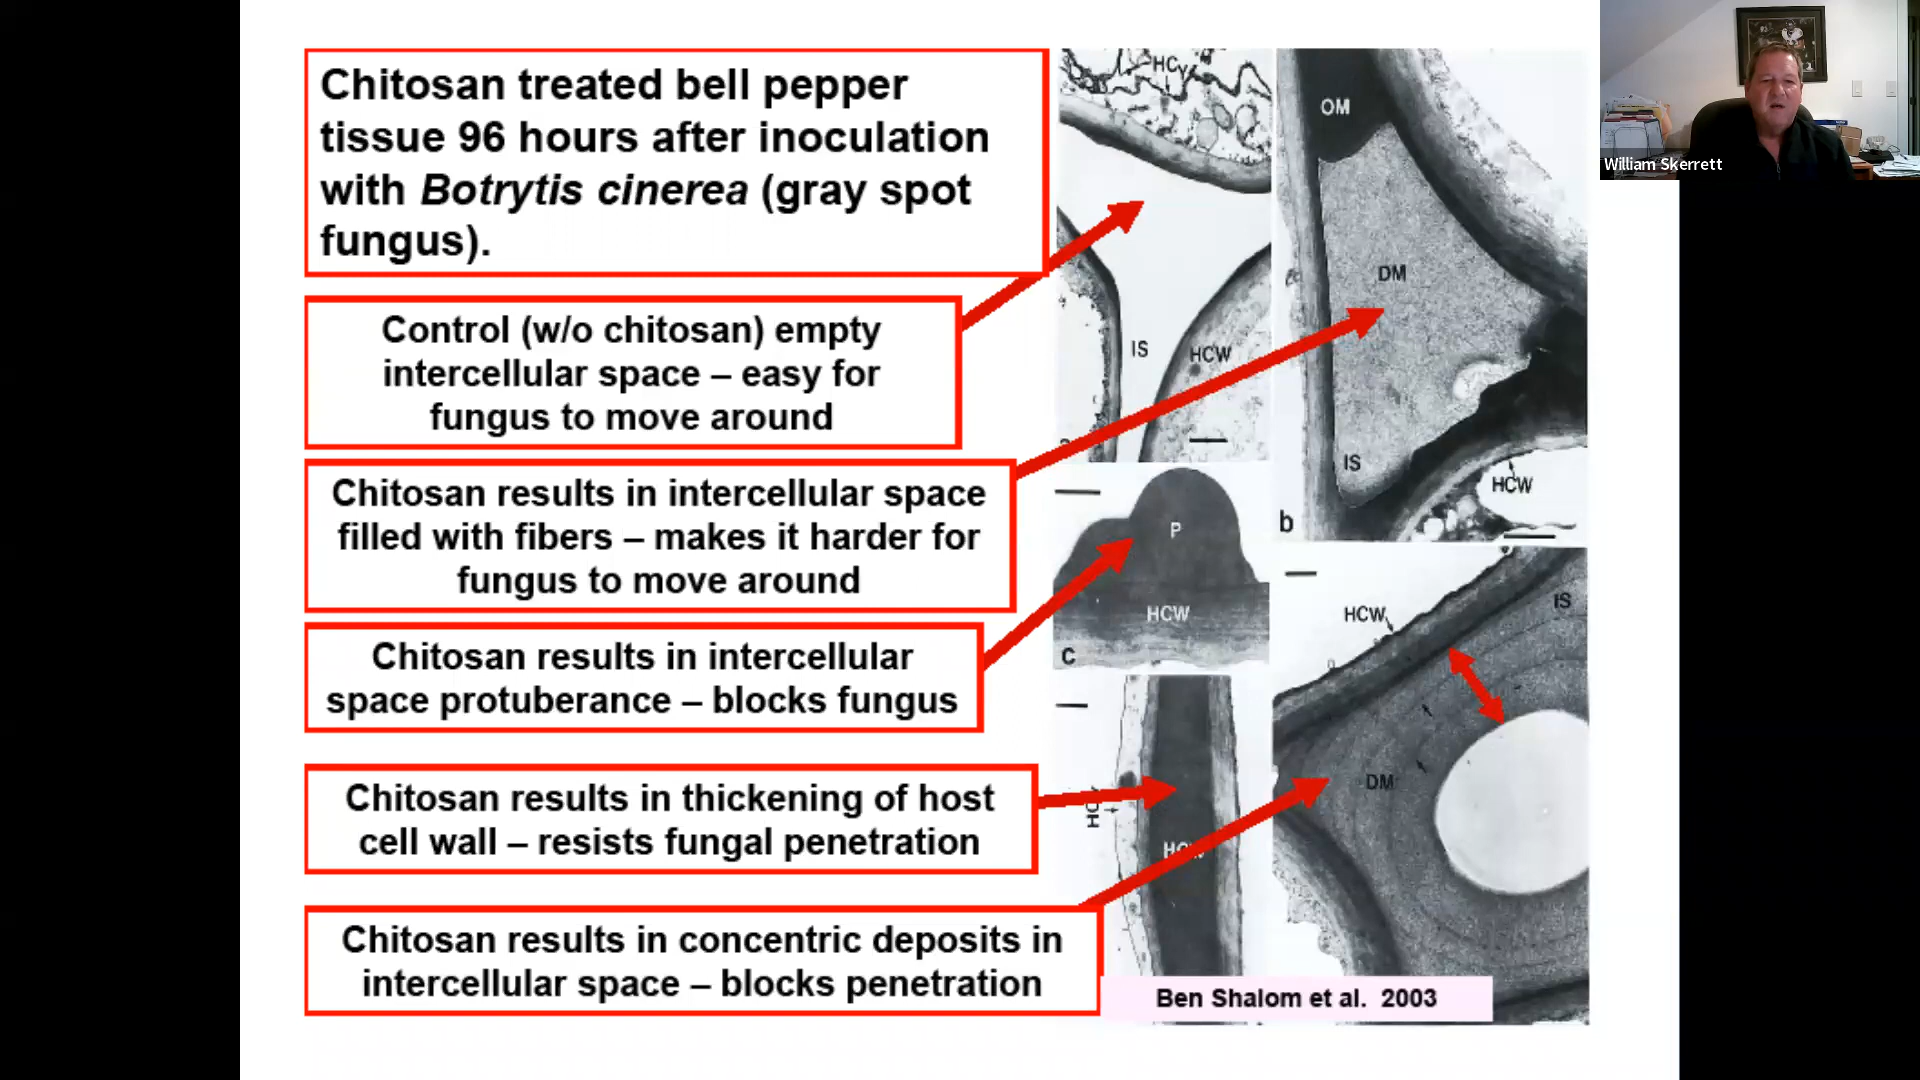 Chitosan treated bell pepper
tissue 96 hours after inoculation
with Botrytis cinerea (gray spot
fungus).
Control (w/o chitosan) empty
intercellular space – easy for
fungus to move around
Chitosan results in intercellular space
filled with fibers – makes it harder for
fungus to move around
Chitosan results in intercellular
space protuberance – blocks fungus
Chitosan results in thickening of host
cell wall – resists fungal penetration
Chitosan results in concentric deposits in
intercellular space – blocks penetration
IS
HCW
OM
DM
IS
HCW
b
P
HCW
c
HCW
HCW
IS
DM
Ben Shalom et al. 2003
William Skerrett